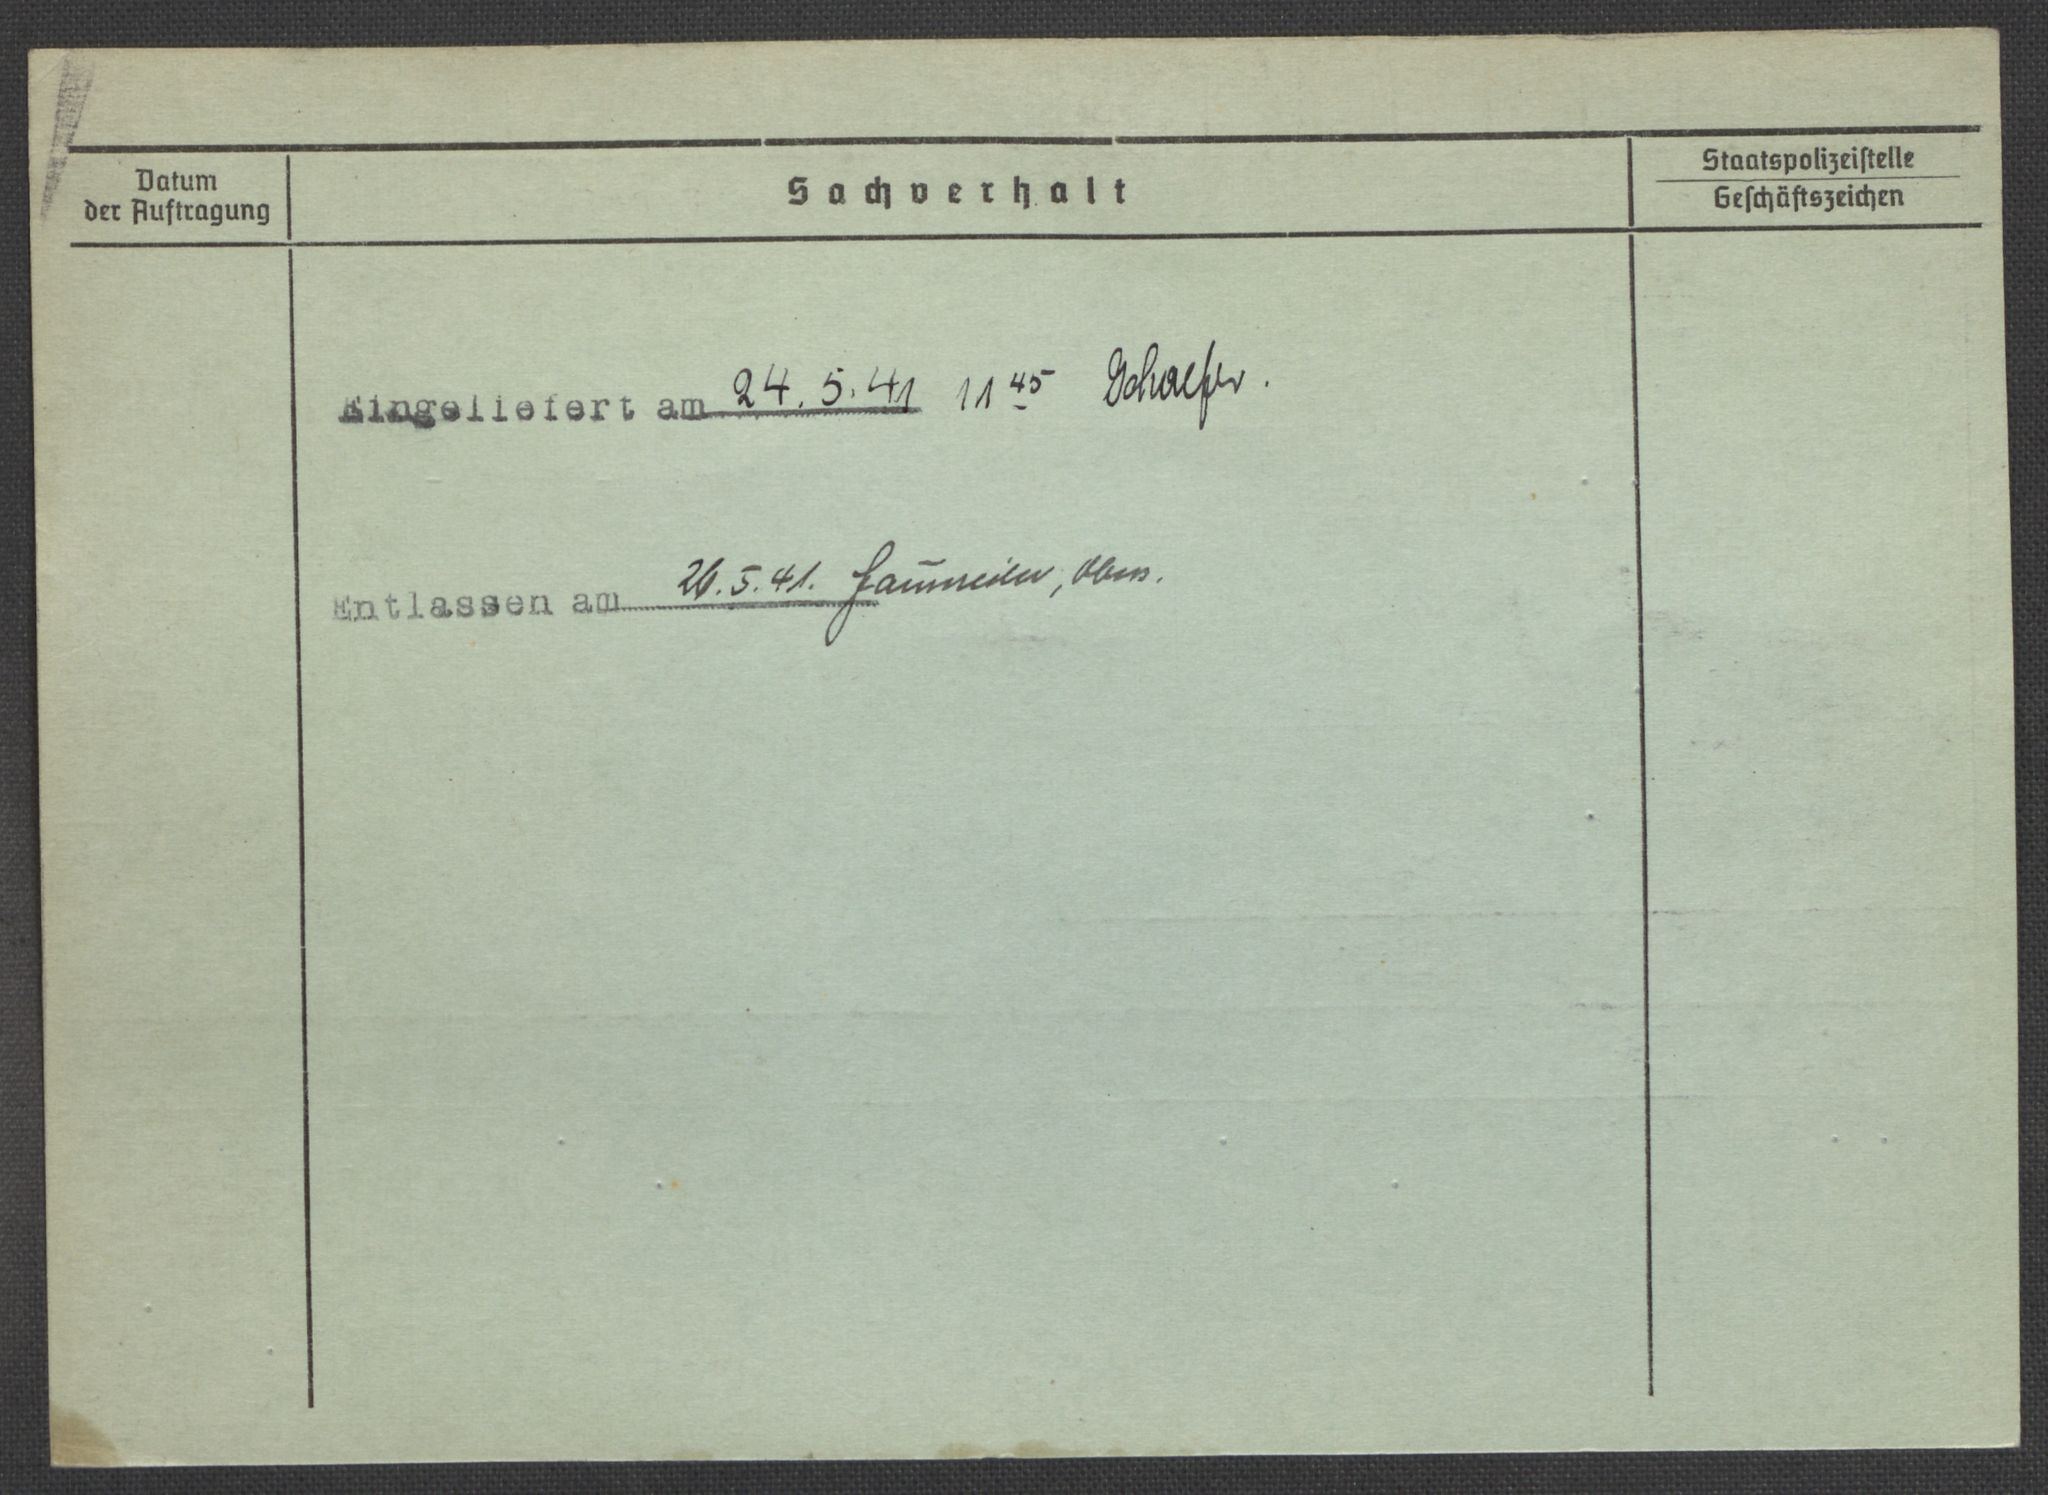 Datum
der Auftragung
Sachverhalt
Staatspolizeistelle
Geschäftszeichen
Eingeliefert am 24.5.41 11 45 Schaefer.
Entlassen am 26.5.41.